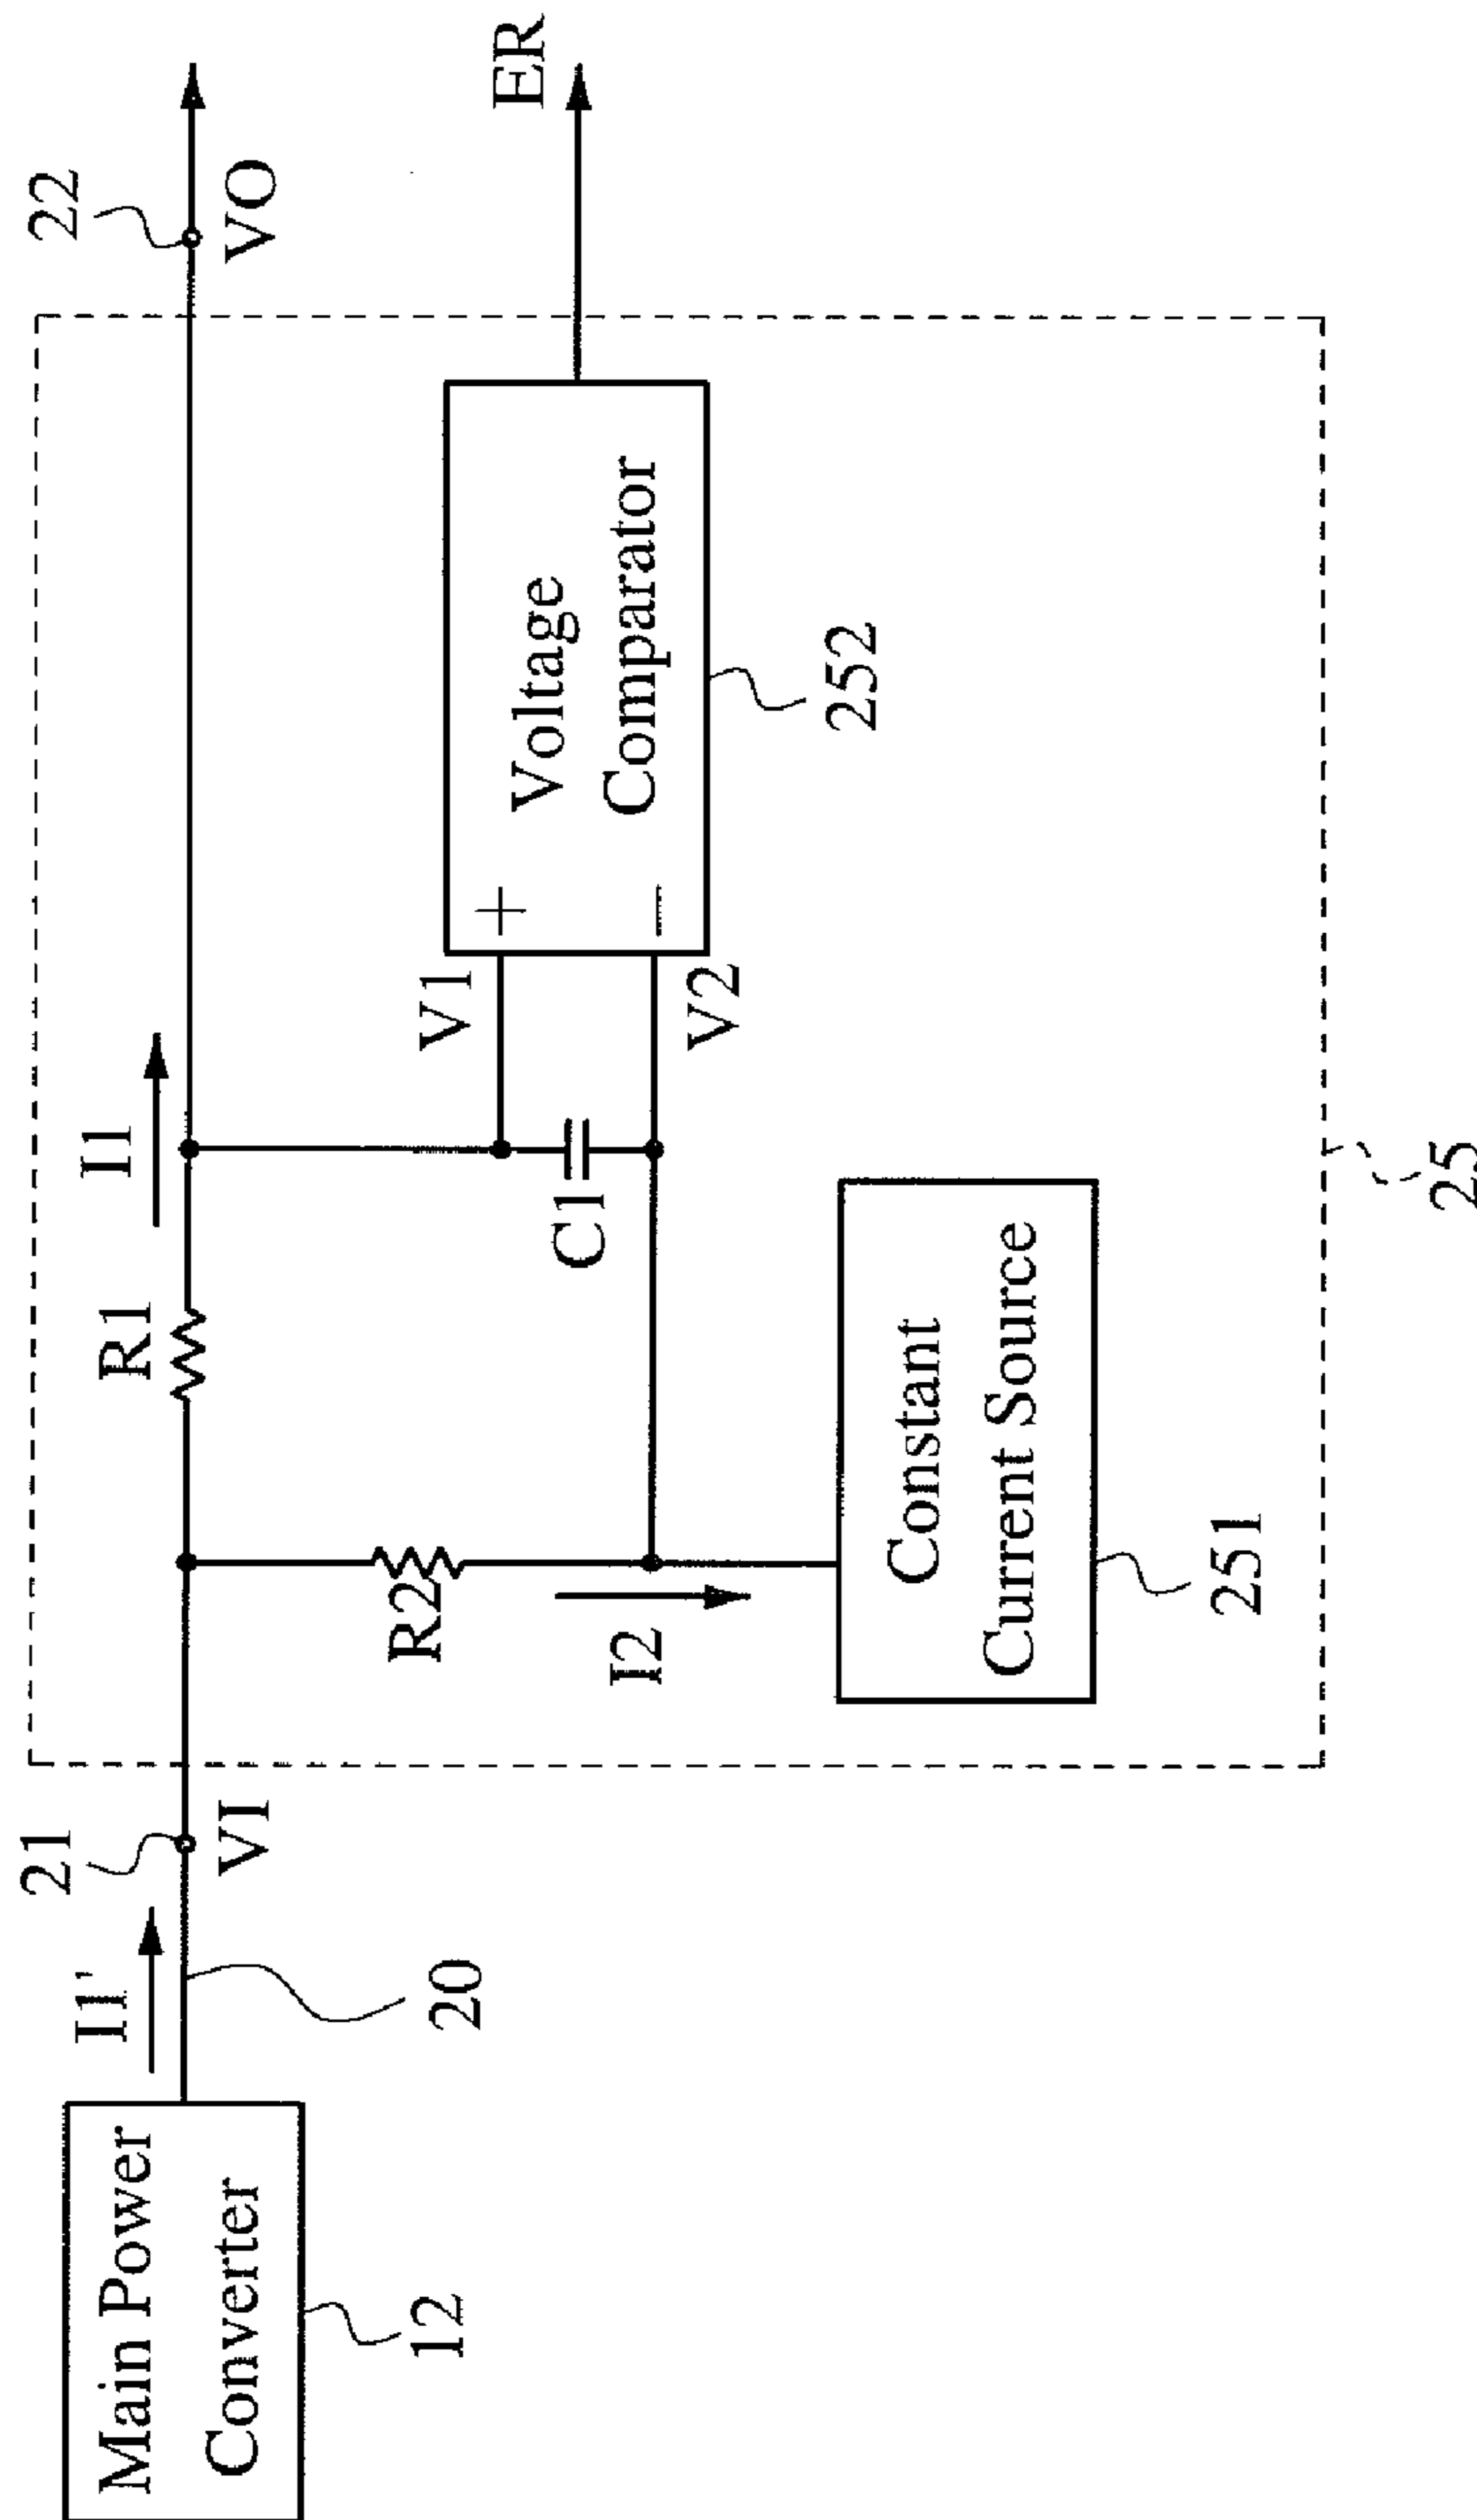 Main Power
Converter
12
I1'
20
21
VI
R2
I2
Constant
Current Source
251
R1
I1
C1
V1
V2
+
−
Voltage
Comparator
252
25
22
VO
ER